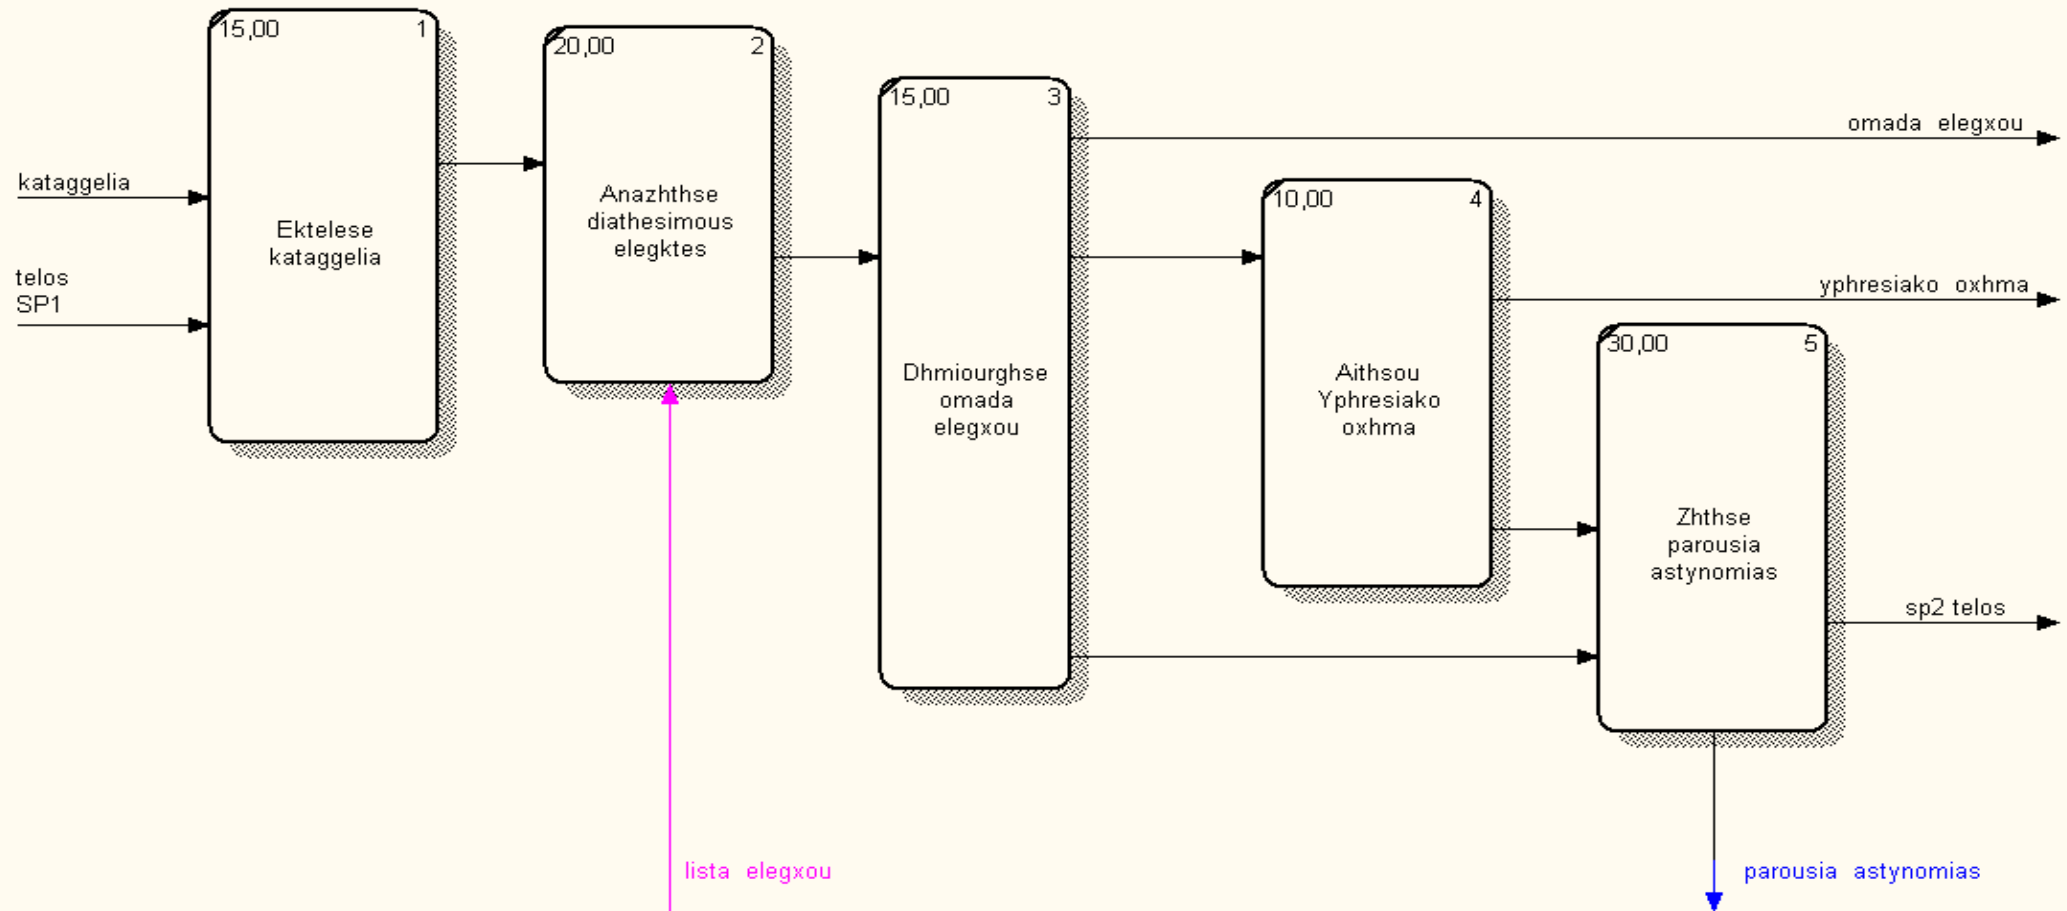 15,00 1
Ektelese
kataggelia
kataggelia
telos
SP1
20,00 2
Anazhthse
diathesimous
elegktes
lista elegxou
15,00 3
Dhmiourghse
omada
elegxou
omada elegxou
10,00 4
Aithsou
Yphresiako
oxhma
yphresiako oxhma
30,00 5
Zhthse
parousia
astynomias
sp2 telos
parousia astynomias